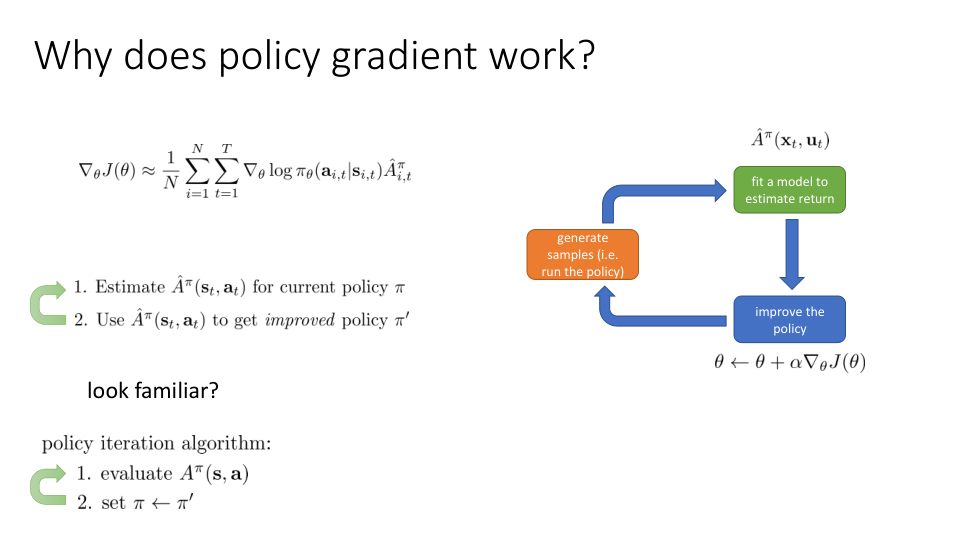 Why does policy gradient work?
$\nabla_\theta J(\theta) \approx \frac{1}{N} \sum_{i=1}^{N} \sum_{t=1}^{T} \nabla_\theta \log \pi_\theta(\mathbf{a}_{i,t}|\mathbf{s}_{i,t}) \hat{A}^\pi_{i,t}$
1. Estimate $\hat{A}^\pi(\mathbf{s}_t, \mathbf{a}_t)$ for current policy $\pi$
2. Use $\hat{A}^\pi(\mathbf{s}_t, \mathbf{a}_t)$ to get improved policy $\pi'$
look familiar?
policy iteration algorithm:
1. evaluate $A^\pi(\mathbf{s}, \mathbf{a})$
2. set $\pi \leftarrow \pi'$
$\hat{A}^\pi(\mathbf{x}_t, \mathbf{u}_t)$
fit a model to
estimate return
generate
samples (i.e.
run the policy)
improve the
policy
$\theta \leftarrow \theta + \alpha \nabla_\theta J(\theta)$